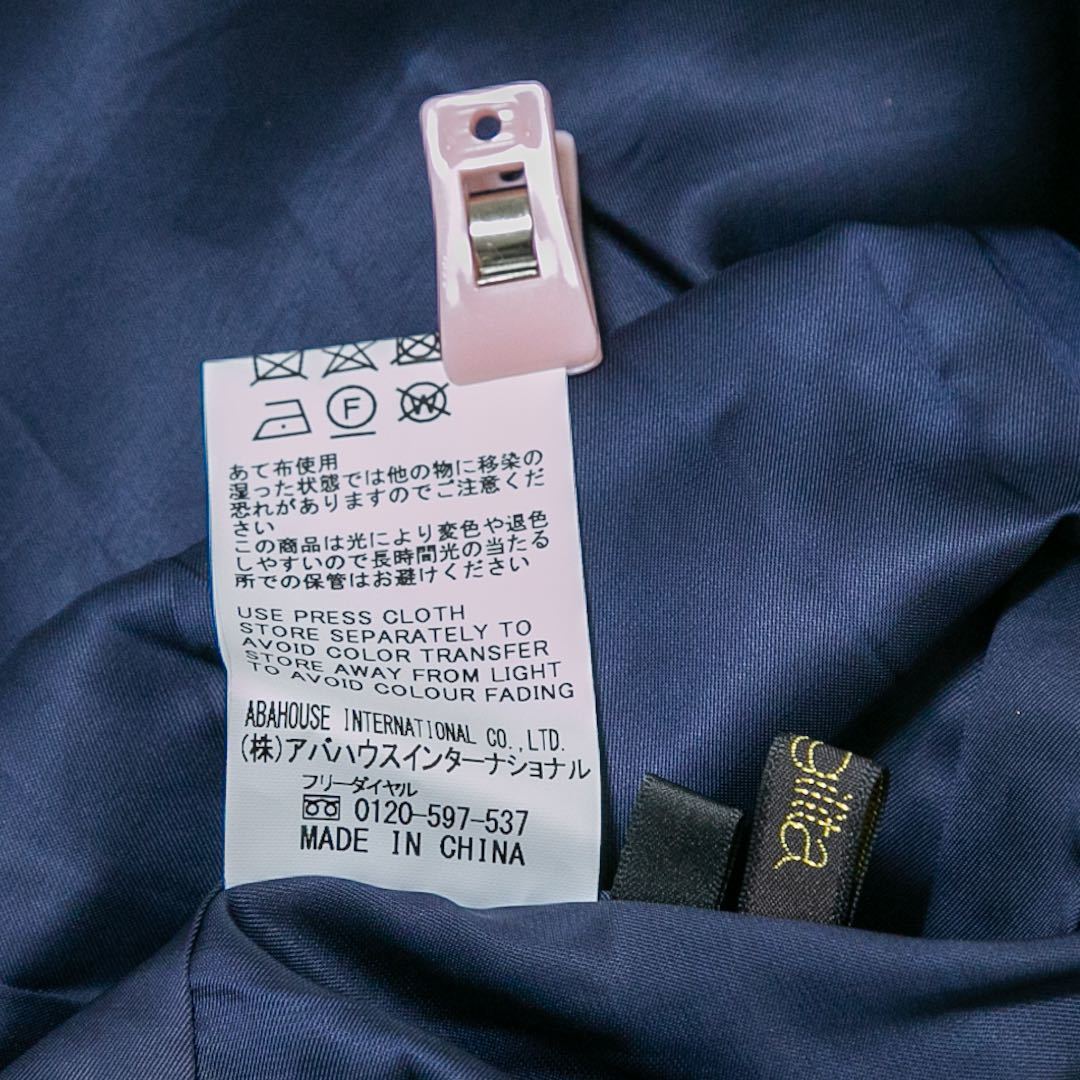 F
W
あて布使用
湿った状態では他の物に移染の
恐れがありますのでご注意くだ
さい
この商品は光により変色や退色
しやすいので長時間光の当たる
所での保管はお避けください
USE PRESS CLOTH
STORE SEPARATELY TO
AVOID COLOR TRANSFER
STORE AWAY FROM LIGHT
TO AVOID COLOUR FADING
ABAHOUSE INTERNATIONAL CO.,LTD.
(株)アバハウスインターナショナル
フリーダイヤル
0120-597-537
MADE IN CHINA